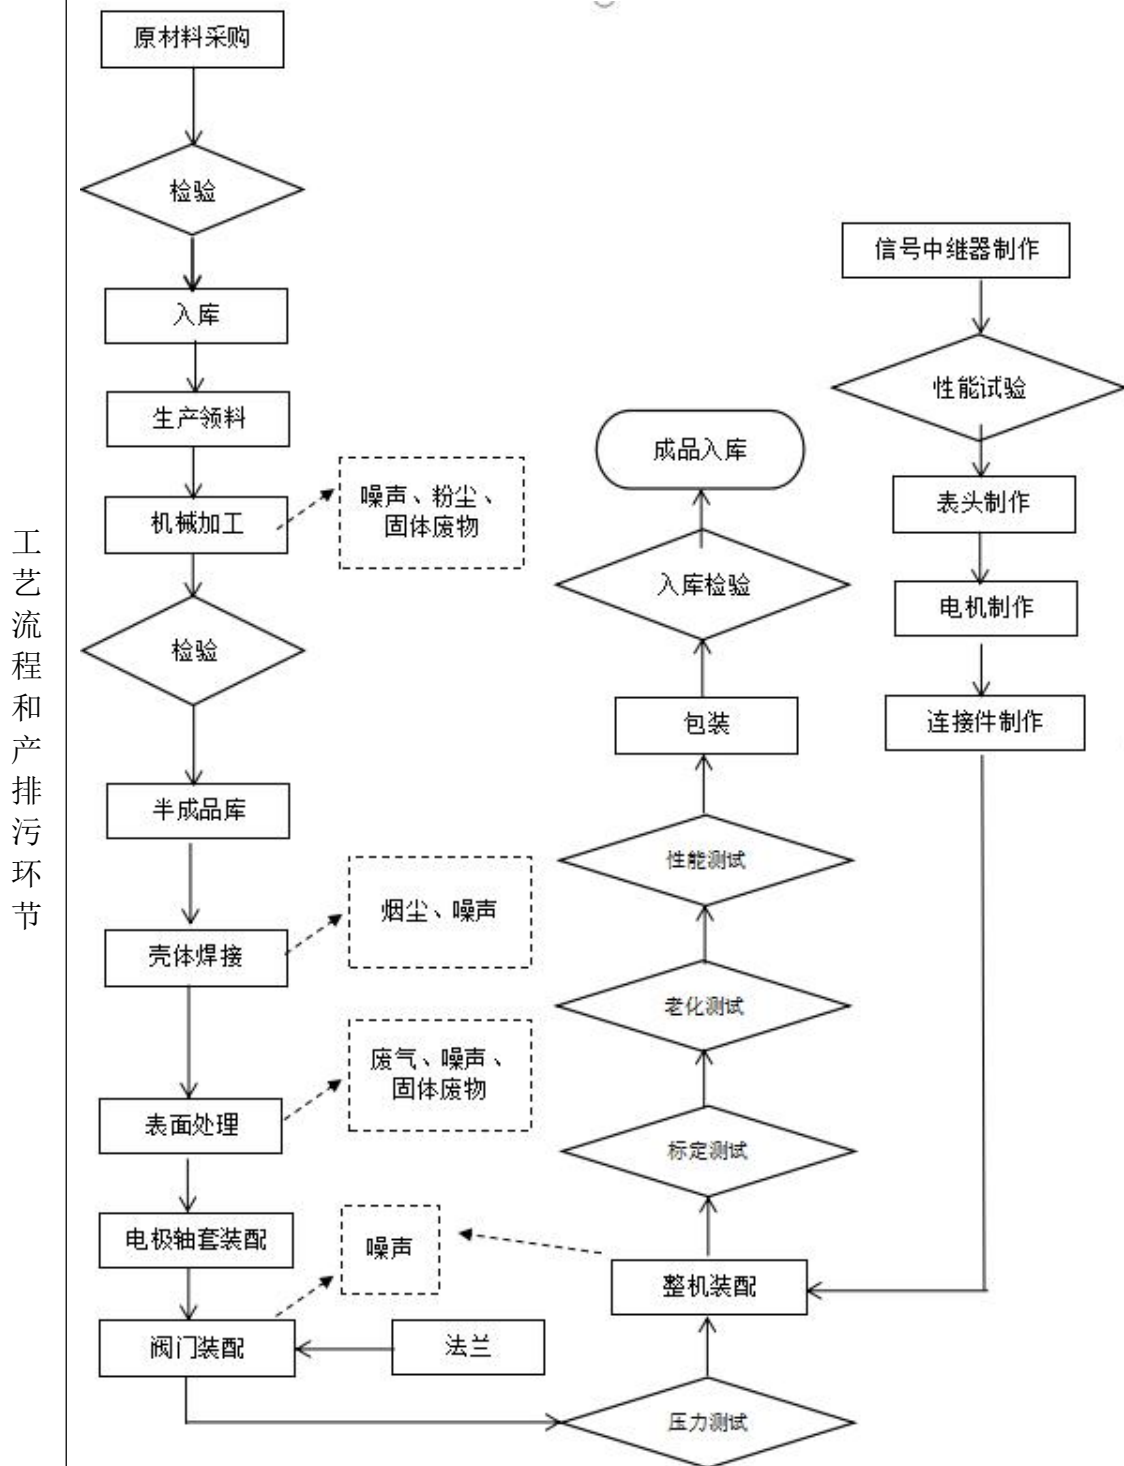 工艺流程和产排污环节
原材料采购
检验
入库
生产领料
机械加工
噪声、粉尘、
固体废物
检验
半成品库
壳体焊接
烟尘、噪声
表面处理
废气、噪声、
固体废物
电极轴套装配
噪声
阀门装配
法兰
压力测试
整机装配
标定测试
老化测试
性能测试
包装
入库检验
成品入库
信号中继器制作
性能试验
表头制作
电机制作
连接件制作